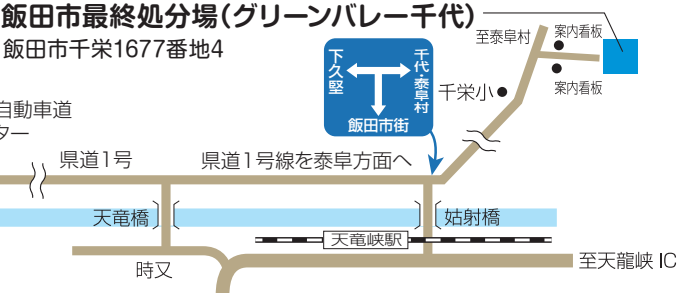 飯田市最終処分場（グリーンバレー千代）
飯田市千栄1677番地4
至泰阜村
案内看板
案内看板
下久堅
千代・泰阜村
飯田市街
千栄小
自動車道
ター
県道1号
県道1号線を泰阜方面へ
天竜橋
姑射橋
天竜峡駅
時又
至天龍峡 IC